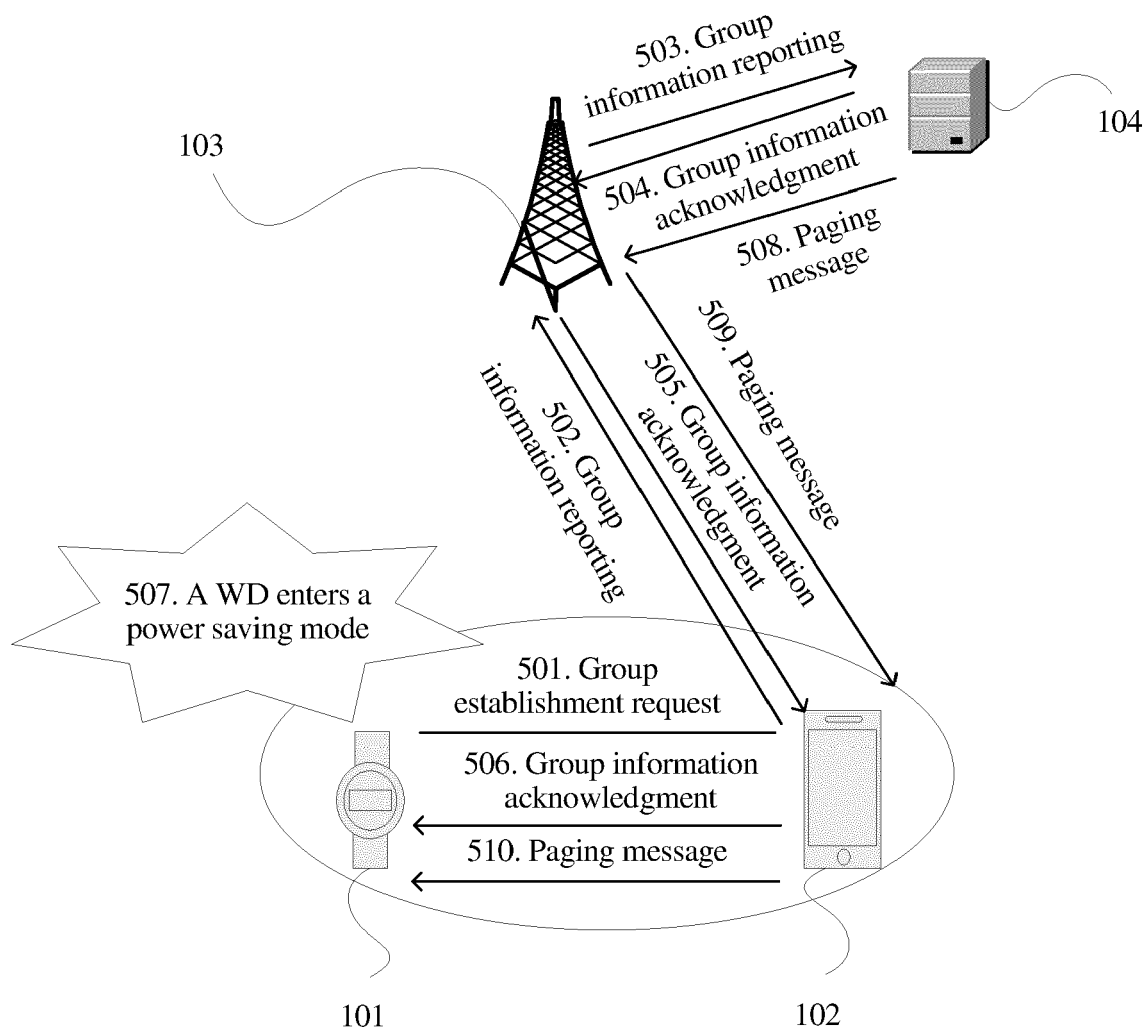 503. Group
information reporting
104
103
504. Group information
acknowledgment
508. Paging
message
509. Paging message
505. Group information
acknowledgment
502. Group
information reporting
507. A WD enters a
power saving mode
501. Group
establishment request
506. Group information
acknowledgment
510. Paging message
101
102